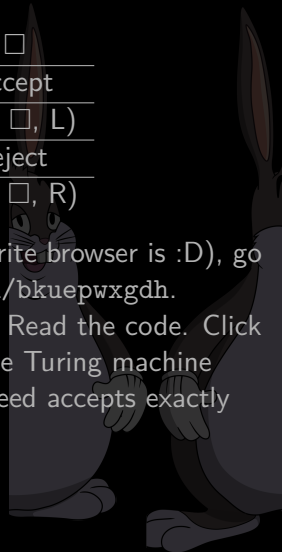 □
ccept
□, L)
eject
□, R)
rite browser is :D), go
/bkuepwxgdh.
Read the code. Click
e Turing machine
eed accepts exactly